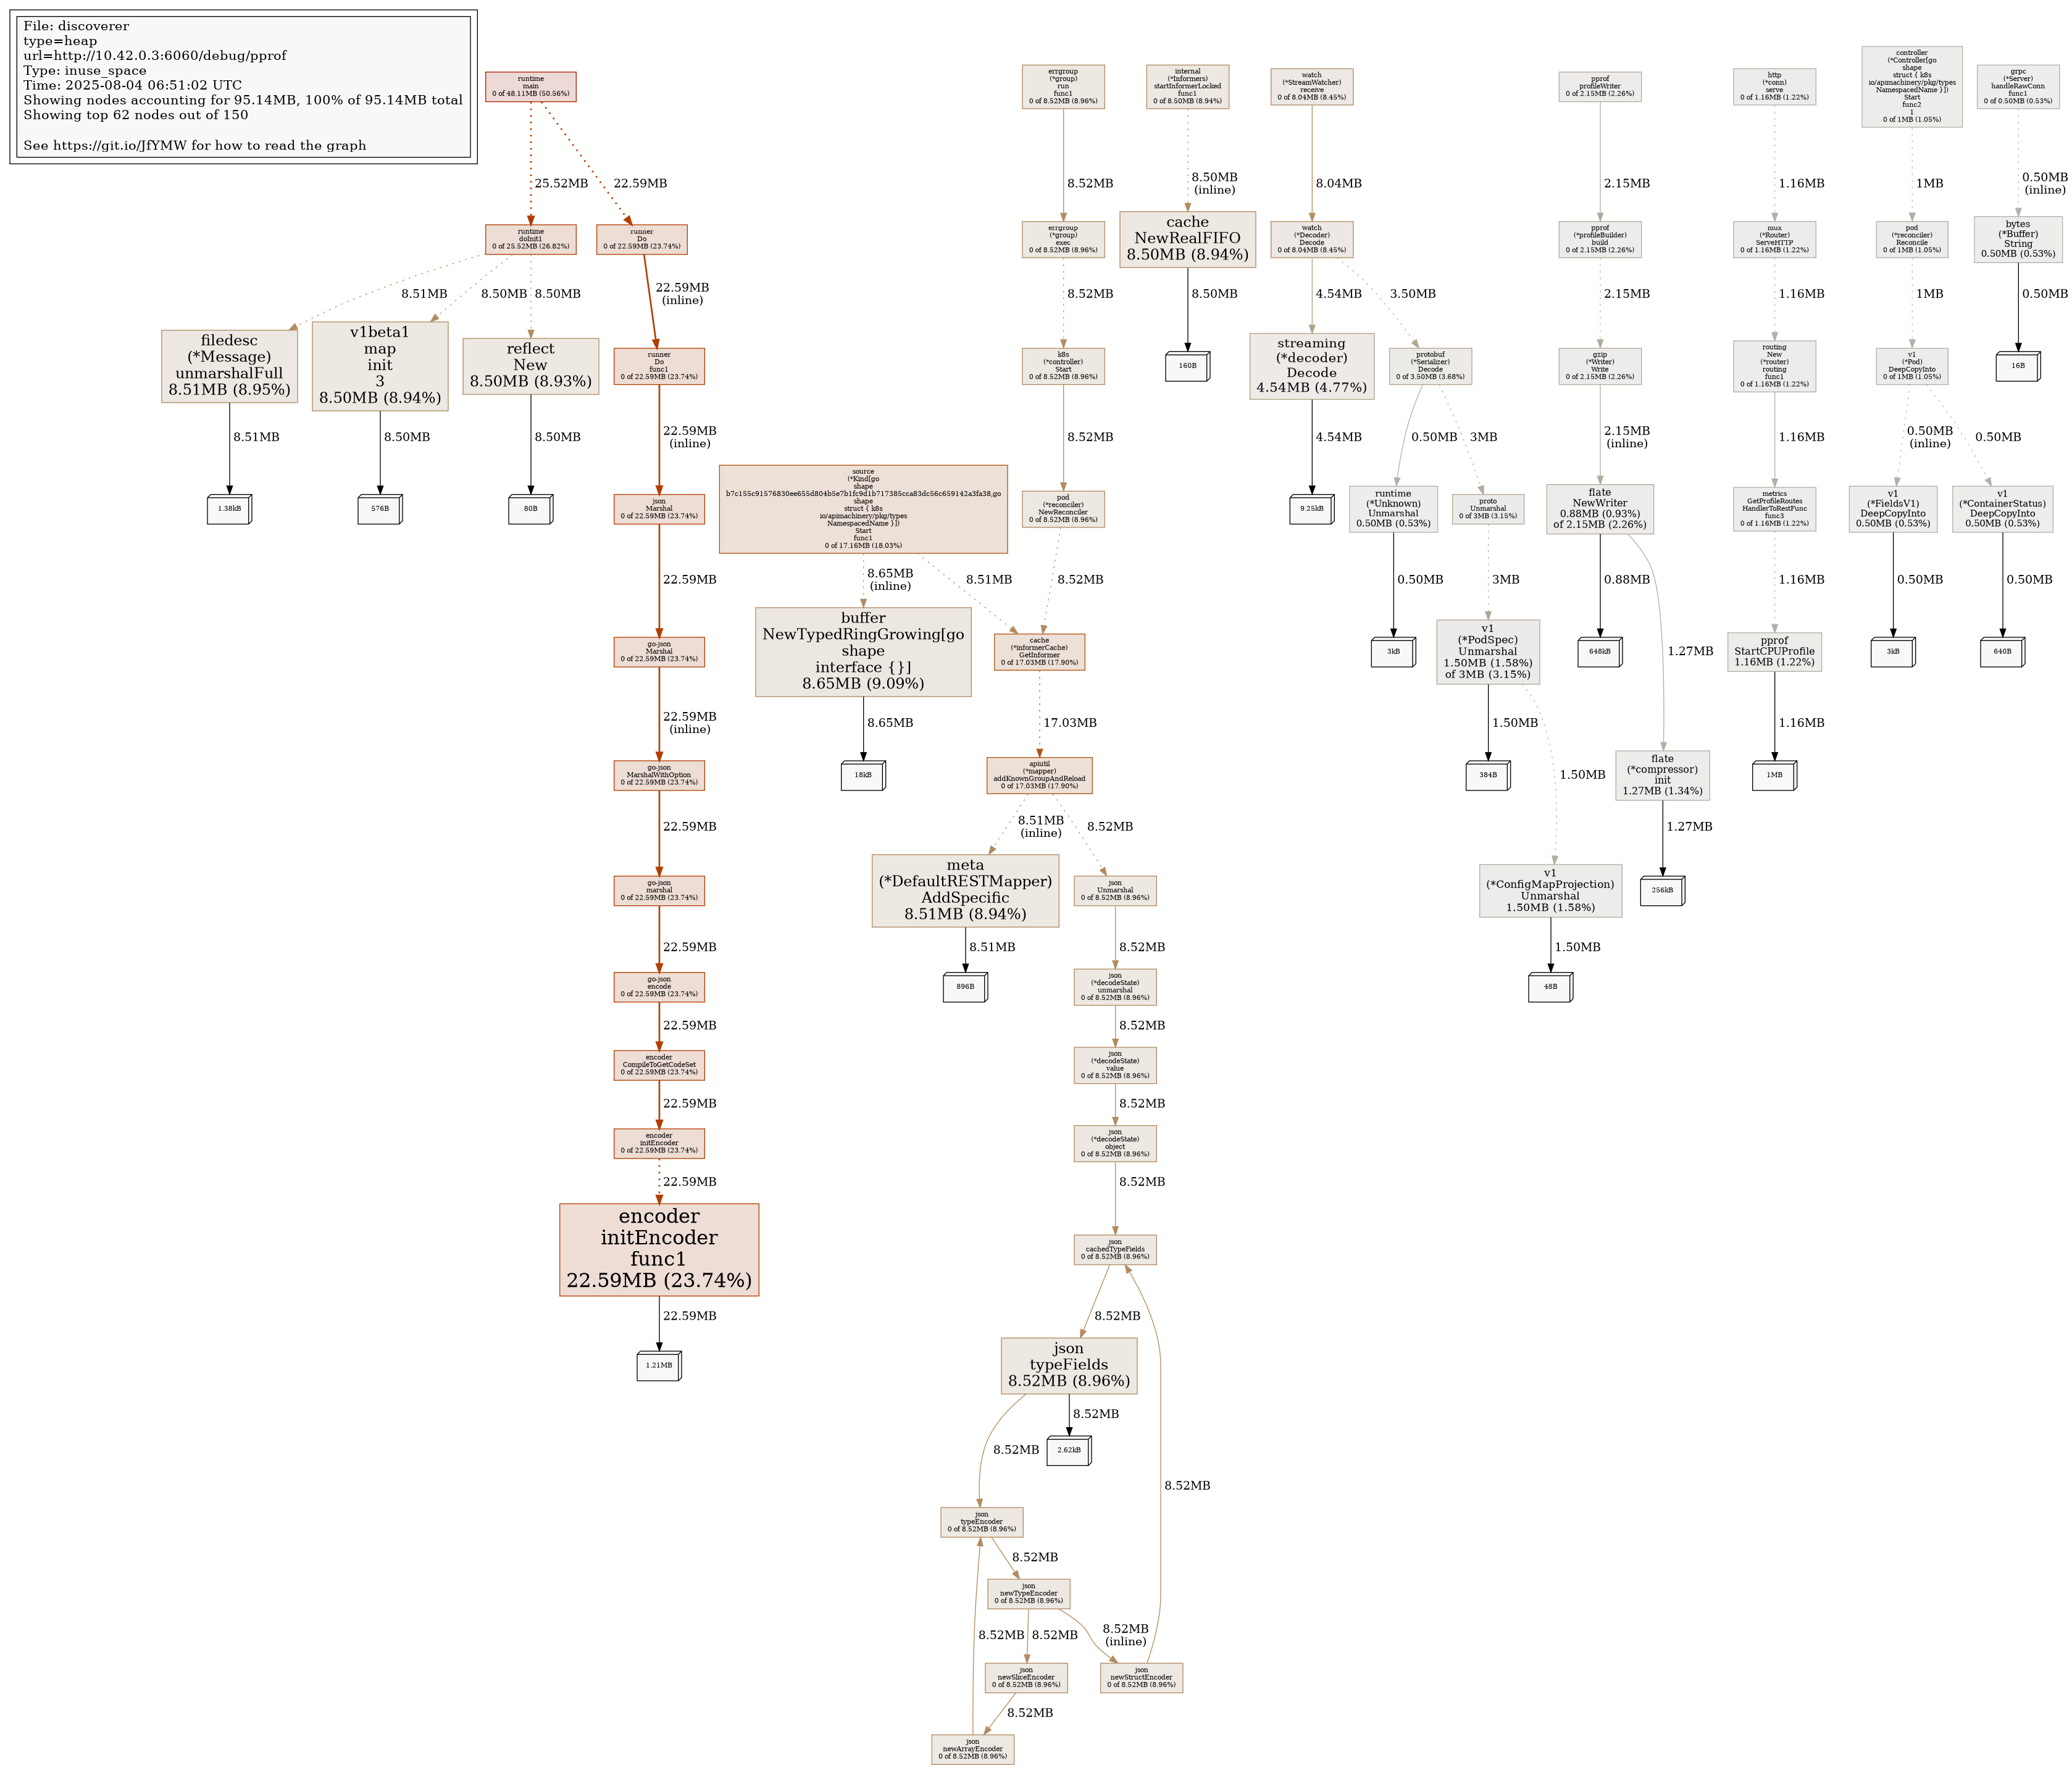 File: discoverer
type=heap
url=http://10.42.0.3:6060/debug/pprof
Type: inuse_space
Time: 2025-08-04 06:51:02 UTC
Showing nodes accounting for 95.14MB, 100% of 95.14MB total
Showing top 62 nodes out of 150
See https://git.io/JfYMW for how to read the graph
runtime
main
0 of 48.11MB (50.56%)
errgroup
(*group)
run
func1
0 of 8.52MB (8.96%)
internal
(*Informers)
startInformerLocked
func1
0 of 8.50MB (8.94%)
watch
(*StreamWatcher)
receive
0 of 8.04MB (8.45%)
pprof
profileWriter
0 of 2.15MB (2.26%)
http
(*conn)
serve
0 of 1.16MB (1.22%)
controller
(*Controller[go
shape
struct { k8s
io/apimachinery/pkg/types
NamespacedName }])
Start
func2
1
0 of 1MB (1.05%)
grpc
(*Server)
handleRawConn
func1
0 of 0.50MB (0.53%)
25.52MB
22.59MB
8.52MB
8.50MB
(inline)
8.04MB
2.15MB
1.16MB
1MB
0.50MB
(inline)
runtime
doInit1
0 of 25.52MB (26.82%)
runner
Do
0 of 22.59MB (23.74%)
errgroup
(*group)
exec
0 of 8.52MB (8.96%)
cache
NewRealFIFO
8.50MB (8.94%)
watch
(*Decoder)
Decode
0 of 8.04MB (8.45%)
pprof
(*profileBuilder)
build
0 of 2.15MB (2.26%)
mux
(*Router)
ServeHTTP
0 of 1.16MB (1.22%)
pod
(*reconciler)
Reconcile
0 of 1MB (1.05%)
bytes
(*Buffer)
String
0.50MB (0.53%)
8.51MB
8.50MB
8.50MB
22.59MB
(inline)
8.52MB
8.50MB
4.54MB
3.50MB
2.15MB
1.16MB
1MB
0.50MB
filedesc
(*Message)
unmarshalFull
8.51MB (8.95%)
v1beta1
map
init
3
8.50MB (8.94%)
reflect
New
8.50MB (8.93%)
runner
Do
func1
0 of 22.59MB (23.74%)
k8s
(*controller)
Start
0 of 8.52MB (8.96%)
160B
streaming
(*decoder)
Decode
4.54MB (4.77%)
protobuf
(*Serializer)
Decode
0 of 3.50MB (3.68%)
gzip
(*Writer)
Write
0 of 2.15MB (2.26%)
routing
New
(*router)
routing
func1
0 of 1.16MB (1.22%)
v1
(*Pod)
DeepCopyInto
0 of 1MB (1.05%)
16B
8.51MB
8.50MB
8.50MB
22.59MB
(inline)
8.52MB
4.54MB
0.50MB
3MB
2.15MB
(inline)
1.16MB
0.50MB
(inline)
0.50MB
1.38kB
576B
80B
json
Marshal
0 of 22.59MB (23.74%)
source
(*Kind[go
shape
b7c155c91576830ee655d804b5e7b1fc9d1b717385cca83dc56c659142a3fa38,go
shape
struct { k8s
io/apimachinery/pkg/types
NamespacedName }])
Start
func1
0 of 17.16MB (18.03%)
pod
(*reconciler)
NewReconciler
0 of 8.52MB (8.96%)
9.25kB
runtime
(*Unknown)
Unmarshal
0.50MB (0.53%)
proto
Unmarshal
0 of 3MB (3.15%)
flate
NewWriter
0.88MB (0.93%)
of 2.15MB (2.26%)
metrics
GetProfileRoutes
HandlerToRestFunc
func3
0 of 1.16MB (1.22%)
v1
(*FieldsV1)
DeepCopyInto
0.50MB (0.53%)
v1
(*ContainerStatus)
DeepCopyInto
0.50MB (0.53%)
22.59MB
8.65MB
(inline)
8.51MB
8.52MB
0.50MB
3MB
0.88MB
1.16MB
0.50MB
0.50MB
go-json
Marshal
0 of 22.59MB (23.74%)
buffer
NewTypedRingGrowing[go
shape
interface {}]
8.65MB (9.09%)
cache
(*informerCache)
GetInformer
0 of 17.03MB (17.90%)
3kB
v1
(*PodSpec)
Unmarshal
1.50MB (1.58%)
of 3MB (3.15%)
648kB
1.27MB
pprof
StartCPUProfile
1.16MB (1.22%)
3kB
640B
22.59MB
(inline)
8.65MB
17.03MB
1.50MB
1.50MB
1.16MB
go-json
MarshalWithOption
0 of 22.59MB (23.74%)
18kB
apiutil
(*mapper)
addKnownGroupAndReload
0 of 17.03MB (17.90%)
384B
flate
(*compressor)
init
1.27MB (1.34%)
1MB
22.59MB
8.51MB
(inline)
8.52MB
1.27MB
go-json
marshal
0 of 22.59MB (23.74%)
meta
(*DefaultRESTMapper)
AddSpecific
8.51MB (8.94%)
json
Unmarshal
0 of 8.52MB (8.96%)
v1
(*ConfigMapProjection)
Unmarshal
1.50MB (1.58%)
256kB
22.59MB
8.51MB
8.52MB
1.50MB
go-json
encode
0 of 22.59MB (23.74%)
896B
json
(*decodeState)
unmarshal
0 of 8.52MB (8.96%)
48B
22.59MB
8.52MB
encoder
CompileToGetCodeSet
0 of 22.59MB (23.74%)
json
(*decodeState)
value
0 of 8.52MB (8.96%)
22.59MB
8.52MB
encoder
initEncoder
0 of 22.59MB (23.74%)
json
(*decodeState)
object
0 of 8.52MB (8.96%)
22.59MB
8.52MB
encoder
initEncoder
func1
22.59MB (23.74%)
json
cachedTypeFields
0 of 8.52MB (8.96%)
22.59MB
8.52MB
1.21MB
json
typeFields
8.52MB (8.96%)
8.52MB
8.52MB
2.62kB
8.52MB
json
typeEncoder
0 of 8.52MB (8.96%)
8.52MB
json
newTypeEncoder
0 of 8.52MB (8.96%)
8.52MB
8.52MB
8.52MB
(inline)
json
newSliceEncoder
0 of 8.52MB (8.96%)
json
newStructEncoder
0 of 8.52MB (8.96%)
8.52MB
json
newArrayEncoder
0 of 8.52MB (8.96%)